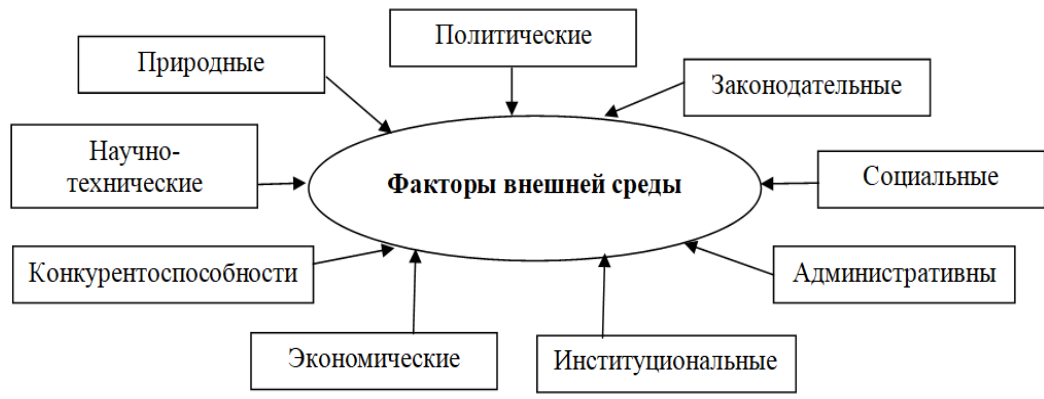 Политические
Природные
Законодательные
Научно-
технические
Факторы внешней среды
Социальные
Конкурентоспособности
Административны
Экономические
Институциональные